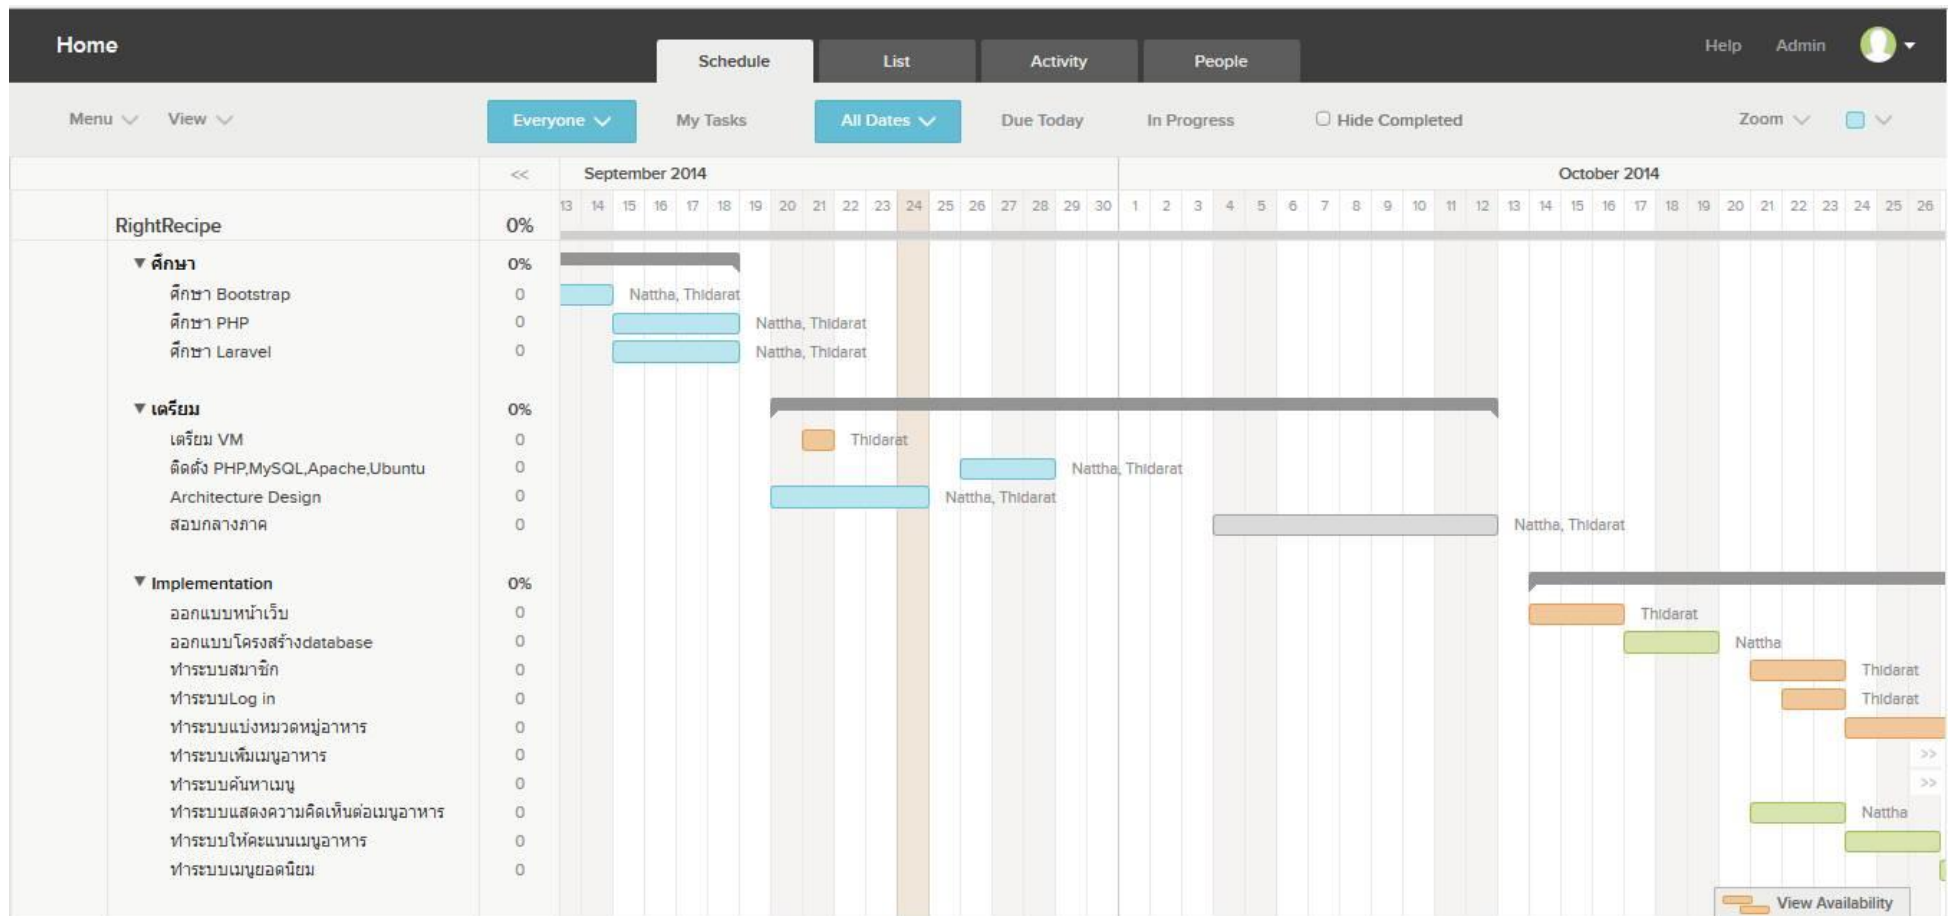 Home
Schedule List Activity People
Help Admin
Menu View Everyone My Tasks All Dates Due Today In Progress Hide Completed Zoom
<< September 2014 October 2014
13 14 15 16 17 18 19 20 21 22 23 24 25 26 27 28 29 30 1 2 3 4 5 6 7 8 9 10 11 12 13 14 15 16 17 18 19 20 21 22 23 24 25 26
RightRecipe 0%
ศึกษา 0%
ศึกษา Bootstrap 0 Nattha, Thidarat
ศึกษา PHP 0 Nattha, Thidarat
ศึกษา Laravel 0 Nattha, Thidarat
เตรียม 0%
เตรียม VM 0 Thidarat
ติดตั้ง PHP,MySQL,Apache,Ubuntu 0 Nattha, Thidarat
Architecture Design 0 Nattha, Thidarat
สอบกลางภาค 0 Nattha, Thidarat
Implementation 0%
ออกแบบหน้าเว็บ 0 Thidarat
ออกแบบโครงสร้างdatabase 0 Nattha
ทำระบบสมาชิก 0 Thidarat
ทำระบบLog in 0 Thidarat
ทำระบบแบ่งหมวดหมู่อาหาร 0
ทำระบบเพิ่มเมนูอาหาร 0 >>
ทำระบบค้นหาเมนู 0 >>
ทำระบบแสดงความคิดเห็นต่อเมนูอาหาร 0 Nattha
ทำระบบให้คะแนนเมนูอาหาร 0
ทำระบบเมนูยอดนิยม 0
View Availability